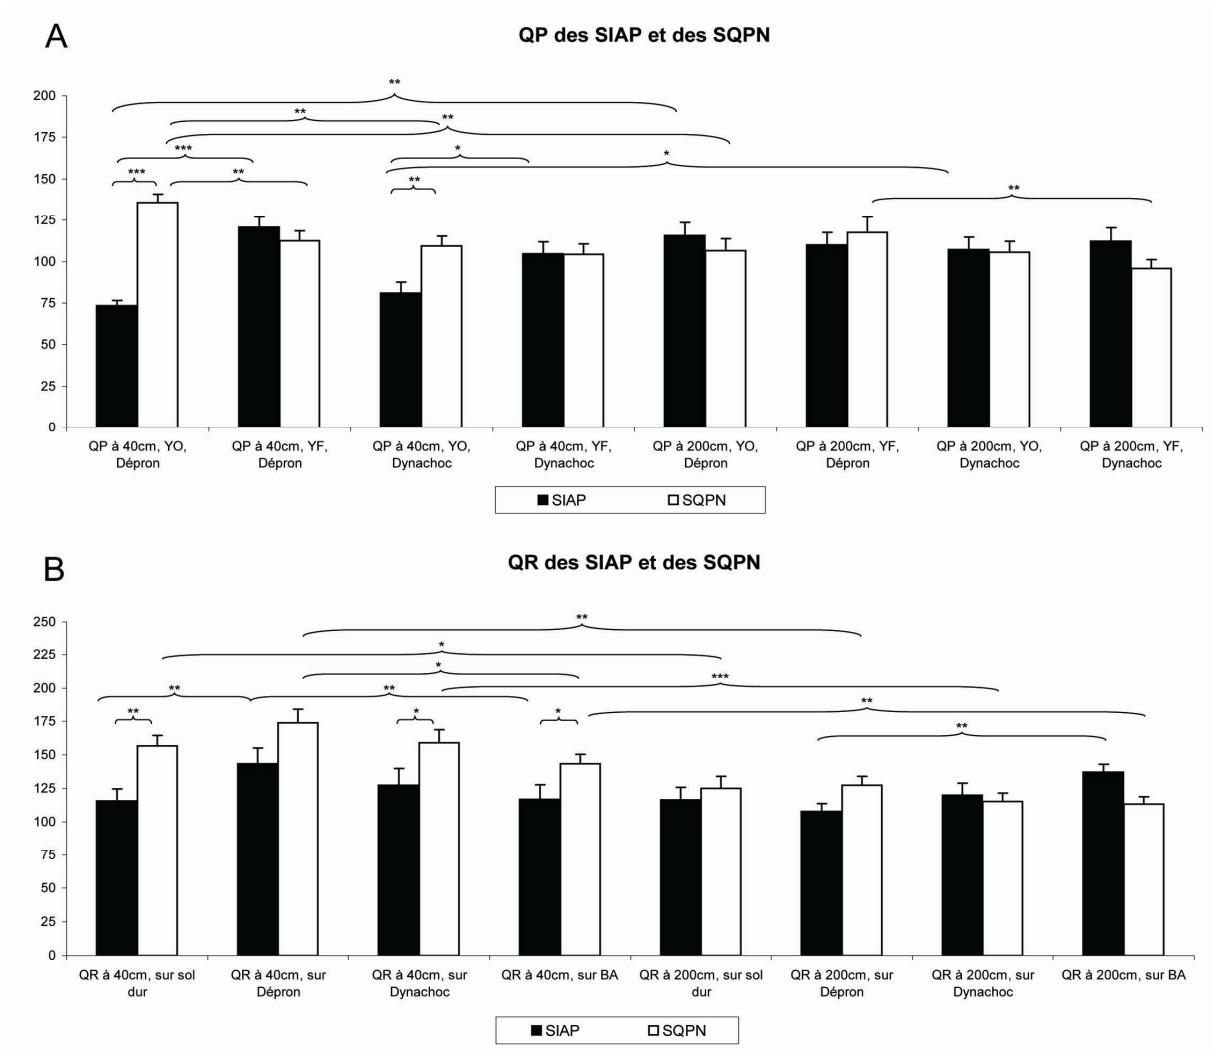 A
QP des SIAP et des SQPN
**
**
**
***
*
*
***
**
**
**
200
175
150
125
100
75
50
25
0
QP à 40cm, YO,
Dépron
QP à 40cm, YF,
Dépron
QP à 40cm, YO,
Dynachoc
QP à 40cm, YF,
Dynachoc
QP à 200cm, YO,
Dépron
QP à 200cm, YF,
Dépron
QP à 200cm, YO,
Dynachoc
QP à 200cm, YF,
Dynachoc
SIAP SQPN
B
QR des SIAP et des SQPN
**
*
*
***
**
**
**
**
**
*
*
250
225
200
175
150
125
100
75
50
25
0
QR à 40cm, sur sol
dur
QR à 40cm, sur
Dépron
QR à 40cm, sur
Dynachoc
QR à 40cm, sur BA
QR à 200cm, sur sol
dur
QR à 200cm, sur
Dépron
QR à 200cm, sur
Dynachoc
QR à 200cm, sur BA
SIAP SQPN